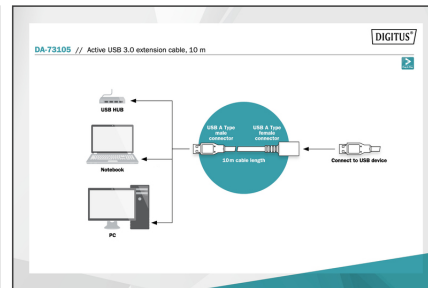 DIGITUS®
DA-73105 // Active USB 3.0 extension cable, 10 m
USB HUB
Notebook
PC
USB A Type
male
connector
USB A Type
female
connector
10m cable length
Connect to USB device